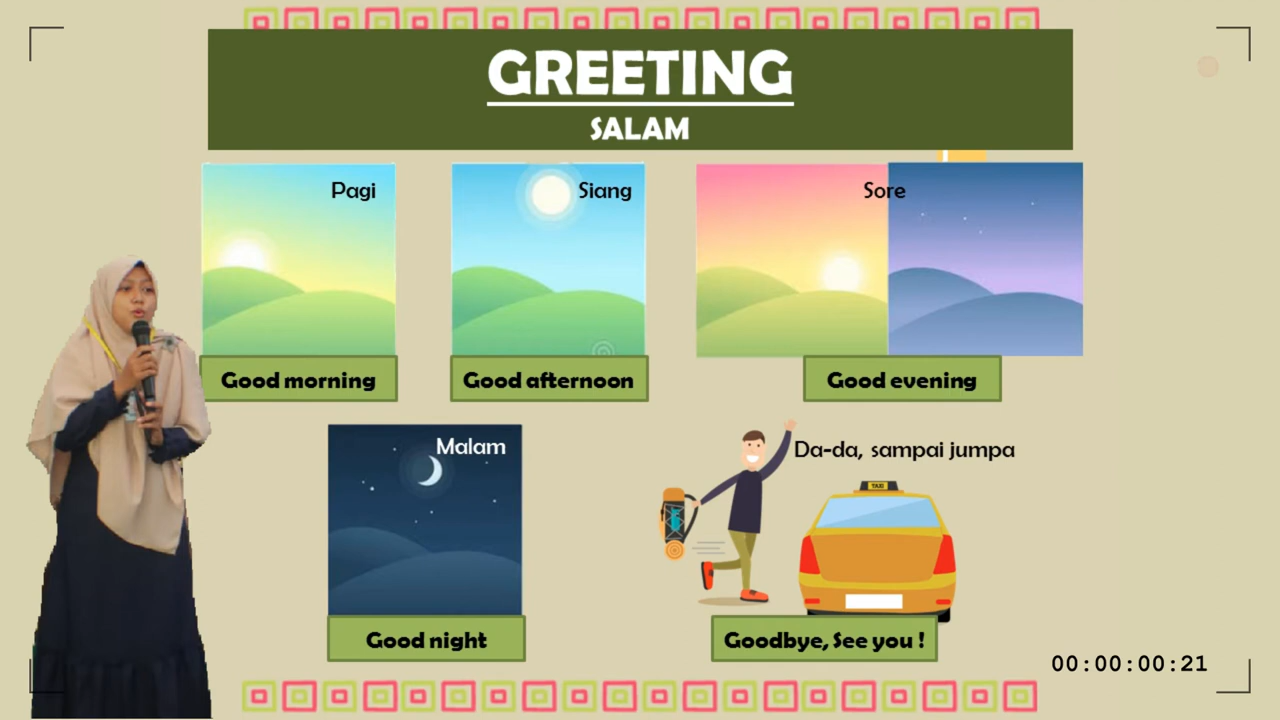 GREETING
SALAM
Pagi
Siang
Sore
Good morning
Good afternoon
Good evening
Malam
Da-da, sampai jumpa
TAXI
Good night
Goodbye, See you !
00:00:00:21